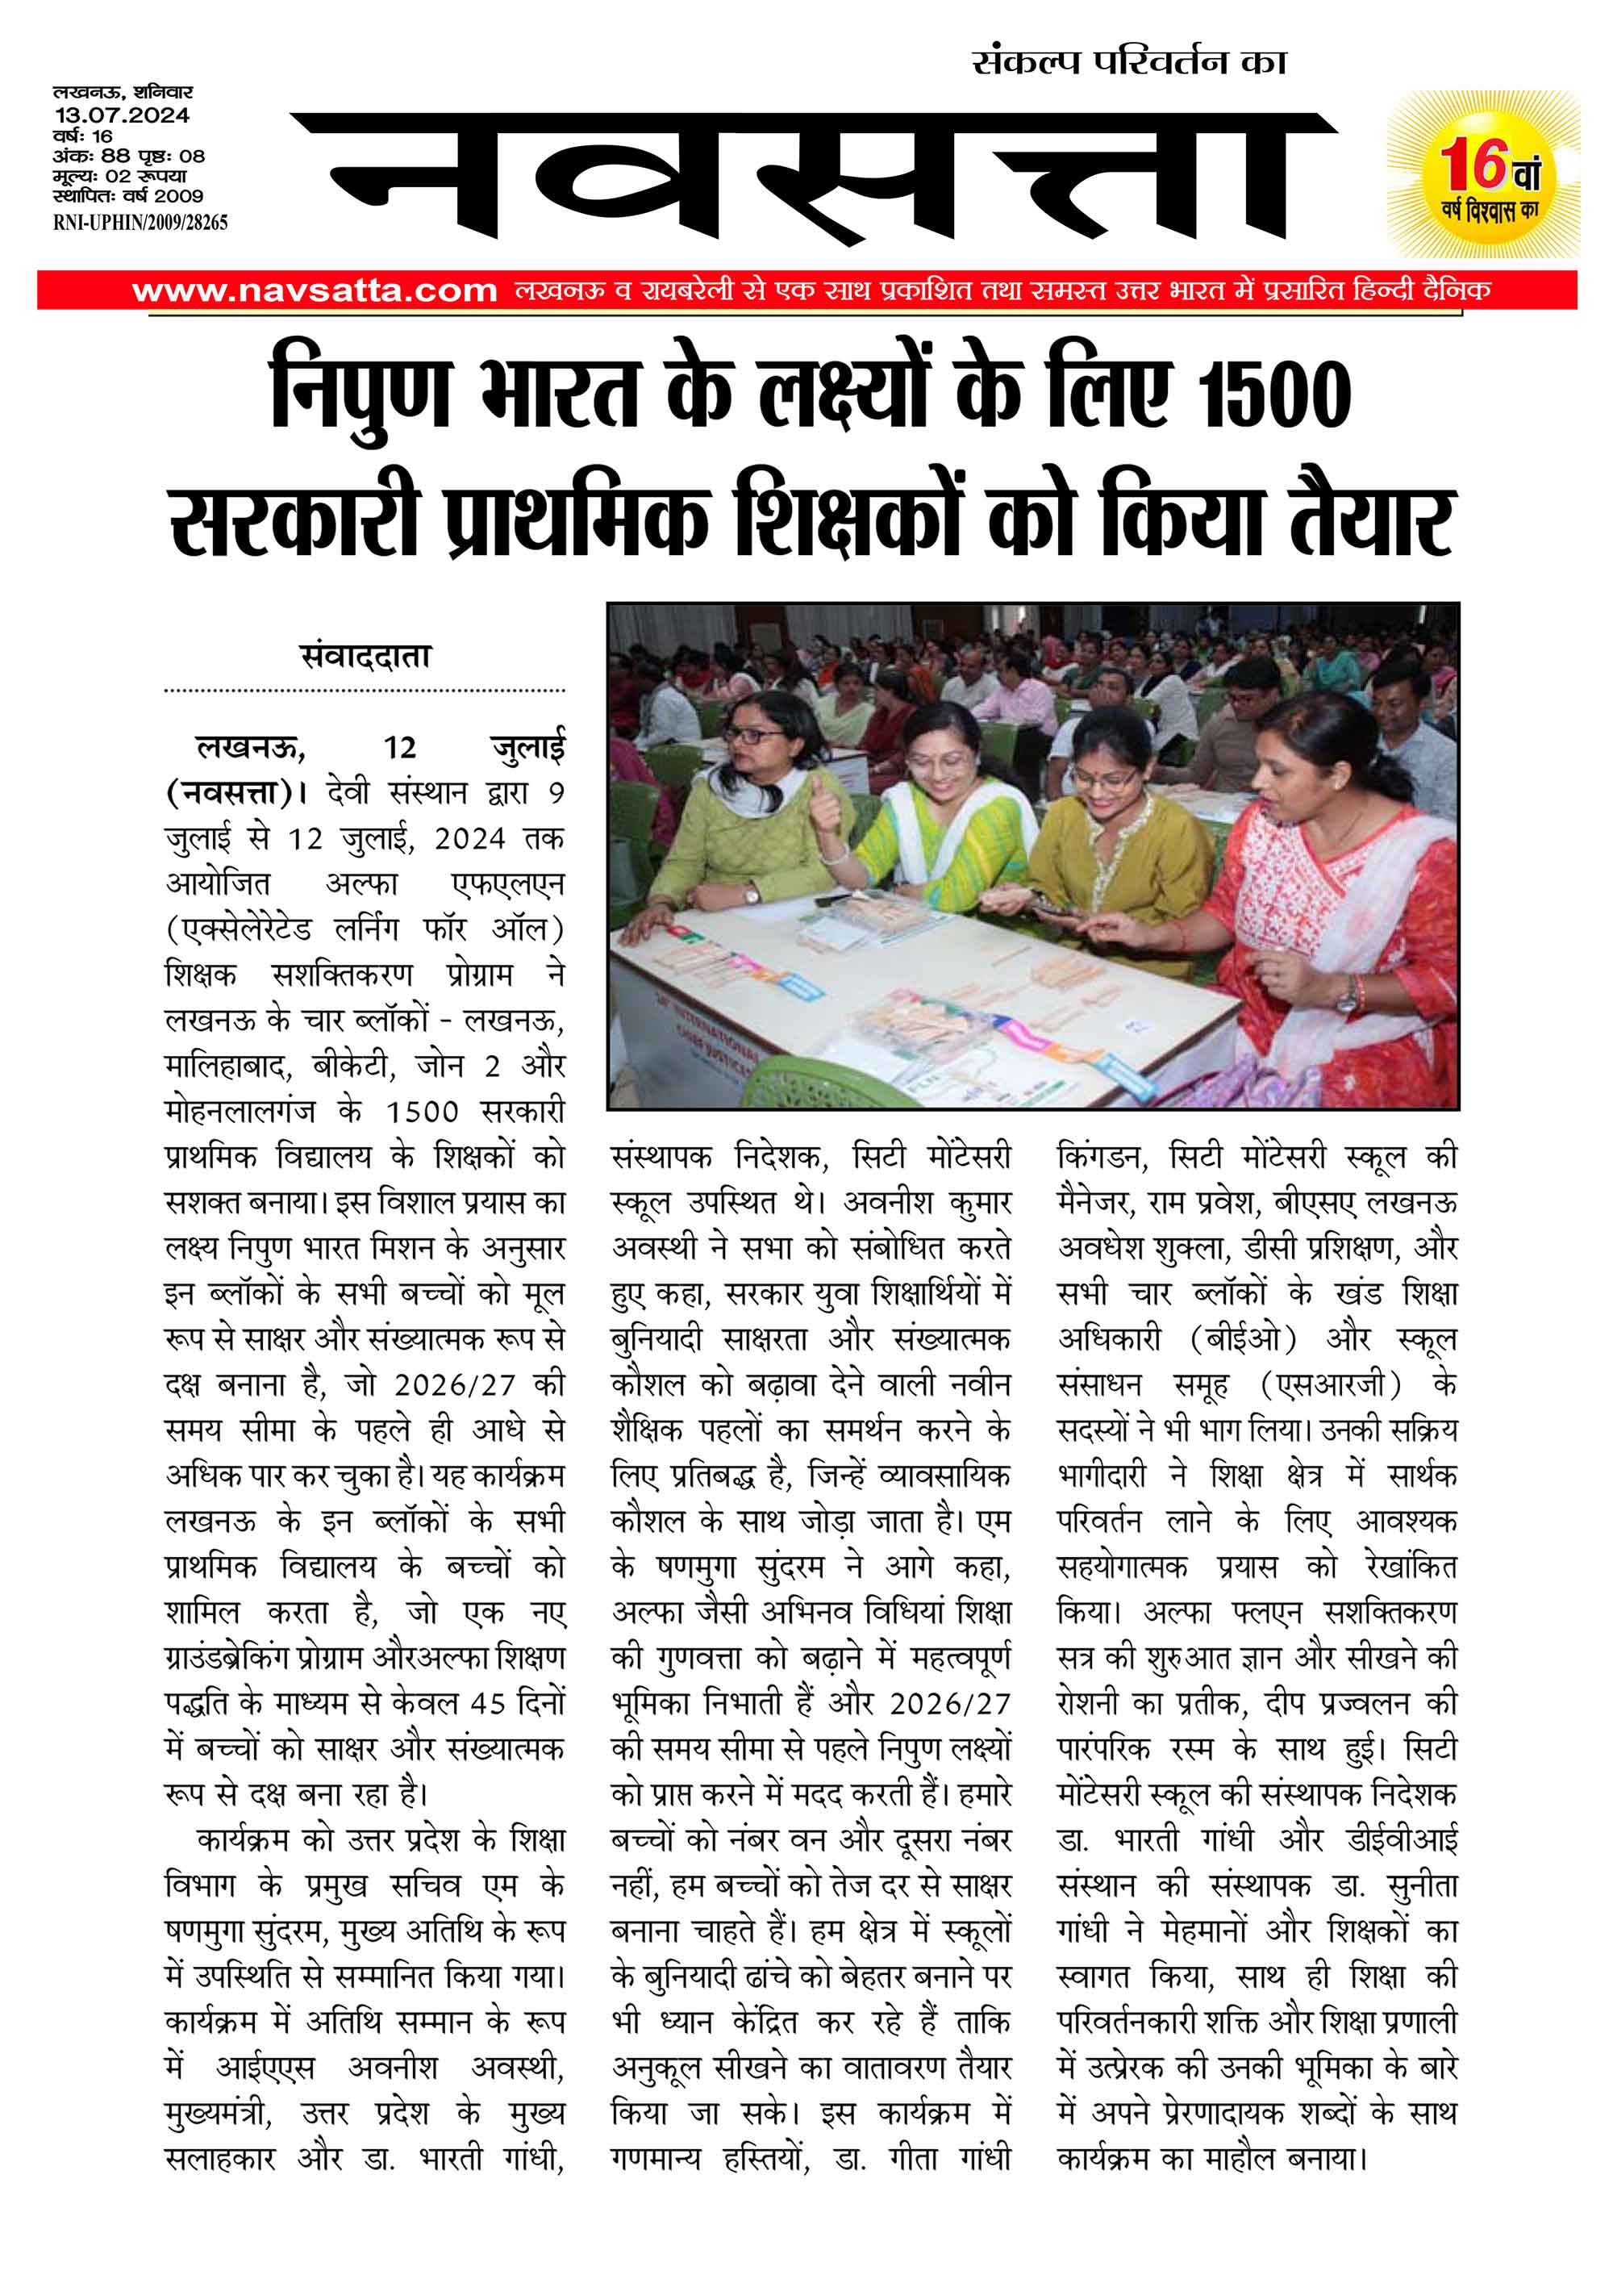 संकल्प परिवर्तन का
लखनऊ, शनिवार
13.07.2024
वर्षः 16
अंकः 88 पृष्ठः 08
मूल्यः 02 रूपया
स्थापितः वर्ष 2009
RNI-UPHIN/2009/28265
नवसत्ता
16वां
वर्ष विश्वास का
www.navsatta.com लखनऊ व रायबरेली से एक साथ प्रकाशित तथा समस्त उत्तर भारत में प्रसारित हिन्दी दैनिक
निपुण भारत के लक्ष्यों के लिए 1500
सरकारी प्राथमिक शिक्षकों को किया तैयार
संवाददाता
लखनऊ, 12 जुलाई
(नवसत्ता)। देवी संस्थान द्वारा 9
जुलाई से 12 जुलाई, 2024 तक
आयोजित अल्फा एफएलएन
(एक्सेलेरेटेड लर्निंग फॉर ऑल)
शिक्षक सशक्तिकरण प्रोग्राम ने
लखनऊ के चार ब्लॉकों - लखनऊ,
मालिहाबाद, बीकेटी, जोन 2 और
मोहनलालगंज के 1500 सरकारी
प्राथमिक विद्यालय के शिक्षकों को
सशक्त बनाया। इस विशाल प्रयास का
लक्ष्य निपुण भारत मिशन के अनुसार
इन ब्लॉकों के सभी बच्चों को मूल
रूप से साक्षर और संख्यात्मक रूप से
दक्ष बनाना है, जो 2026/27 की
समय सीमा के पहले ही आधे से
अधिक पार कर चुका है। यह कार्यक्रम
लखनऊ के इन ब्लॉकों के सभी
प्राथमिक विद्यालय के बच्चों को
शामिल करता है, जो एक नए
ग्राउंडब्रेकिंग प्रोग्राम औरअल्फा शिक्षण
पद्धति के माध्यम से केवल 45 दिनों
में बच्चों को साक्षर और संख्यात्मक
रूप से दक्ष बना रहा है।
कार्यक्रम को उत्तर प्रदेश के शिक्षा
विभाग के प्रमुख सचिव एम के
षणमुगा सुंदरम, मुख्य अतिथि के रूप
में उपस्थिति से सम्मानित किया गया।
कार्यक्रम में अतिथि सम्मान के रूप
में आईएएस अवनीश अवस्थी,
मुख्यमंत्री, उत्तर प्रदेश के मुख्य
सलाहकार और डा. भारती गांधी,
संस्थापक निदेशक, सिटी मोंटेसरी
स्कूल उपस्थित थे। अवनीश कुमार
अवस्थी ने सभा को संबोधित करते
हुए कहा, सरकार युवा शिक्षार्थियों में
बुनियादी साक्षरता और संख्यात्मक
कौशल को बढ़ावा देने वाली नवीन
शैक्षिक पहलों का समर्थन करने के
लिए प्रतिबद्ध है, जिन्हें व्यावसायिक
कौशल के साथ जोड़ा जाता है। एम
के षणमुगा सुंदरम ने आगे कहा,
अल्फा जैसी अभिनव विधियां शिक्षा
की गुणवत्ता को बढ़ाने में महत्वपूर्ण
भूमिका निभाती हैं और 2026/27
की समय सीमा से पहले निपुण लक्ष्यों
को प्राप्त करने में मदद करती हैं। हमारे
बच्चों को नंबर वन और दूसरा नंबर
नहीं, हम बच्चों को तेज दर से साक्षर
बनाना चाहते हैं। हम क्षेत्र में स्कूलों
के बुनियादी ढांचे को बेहतर बनाने पर
भी ध्यान केंद्रित कर रहे हैं ताकि
अनुकूल सीखने का वातावरण तैयार
किया जा सके। इस कार्यक्रम में
गणमान्य हस्तियों, डा. गीता गांधी
किंगडन, सिटी मोंटेसरी स्कूल की
मैनेजर, राम प्रवेश, बीएसए लखनऊ
अवधेश शुक्ला, डीसी प्रशिक्षण, और
सभी चार ब्लॉकों के खंड शिक्षा
अधिकारी (बीईओ) और स्कूल
संसाधन समूह (एसआरजी) के
सदस्यों ने भी भाग लिया। उनकी सक्रिय
भागीदारी ने शिक्षा क्षेत्र में सार्थक
परिवर्तन लाने के लिए आवश्यक
सहयोगात्मक प्रयास को रेखांकित
किया। अल्फा फ्लएन सशक्तिकरण
सत्र की शुरुआत ज्ञान और सीखने की
रोशनी का प्रतीक, दीप प्रज्वलन की
पारंपरिक रस्म के साथ हुई। सिटी
मोंटेसरी स्कूल की संस्थापक निदेशक
डा. भारती गांधी और डीईवीआई
संस्थान की संस्थापक डा. सुनीता
गांधी ने मेहमानों और शिक्षकों का
स्वागत किया, साथ ही शिक्षा की
परिवर्तनकारी शक्ति और शिक्षा प्रणाली
में उत्प्रेरक की उनकी भूमिका के बारे
में अपने प्रेरणादायक शब्दों के साथ
कार्यक्रम का माहौल बनाया।